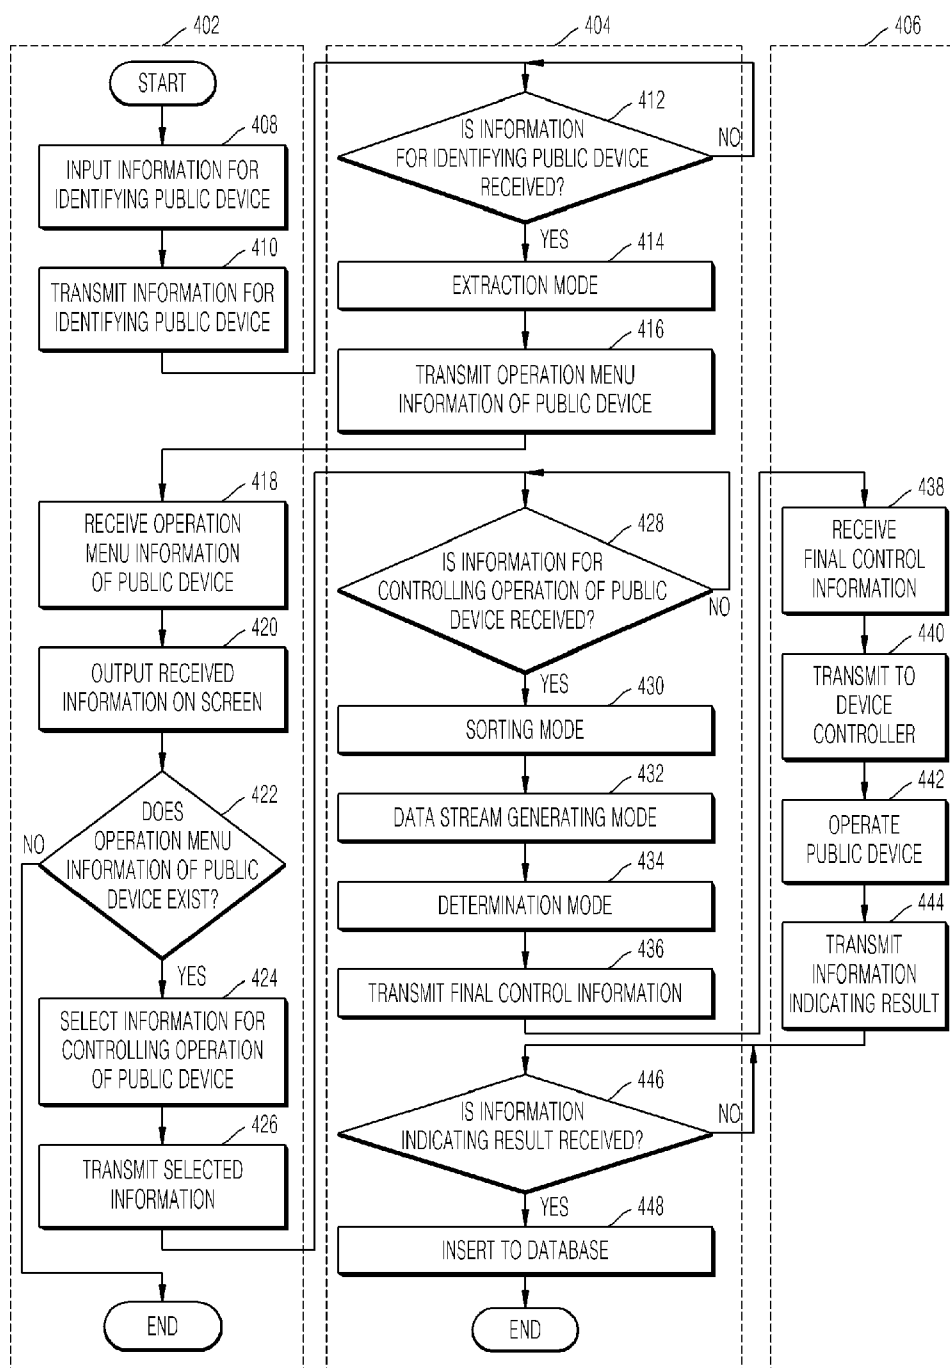 402
START
408
INPUT INFORMATION FOR
IDENTIFYING PUBLIC DEVICE
410
TRANSMIT INFORMATION FOR
IDENTIFYING PUBLIC DEVICE
404
412
IS INFORMATION
FOR IDENTIFYING PUBLIC DEVICE
RECEIVED?
NO
YES
414
EXTRACTION MODE
416
TRANSMIT OPERATION MENU
INFORMATION OF PUBLIC DEVICE
418
RECEIVE OPERATION
MENU INFORMATION
OF PUBLIC DEVICE
420
OUTPUT RECEIVED
INFORMATION ON SCREEN
422
DOES
OPERATION MENU
INFORMATION OF PUBLIC
DEVICE EXIST?
NO
YES
424
SELECT INFORMATION FOR
CONTROLLING OPERATION
OF PUBLIC DEVICE
426
TRANSMIT SELECTED
INFORMATION
END
428
IS INFORMATION FOR
CONTROLLING OPERATION OF PUBLIC
DEVICE RECEIVED?
NO
YES
430
SORTING MODE
432
DATA STREAM GENERATING MODE
434
DETERMINATION MODE
436
TRANSMIT FINAL CONTROL INFORMATION
406
438
RECEIVE
FINAL CONTROL
INFORMATION
440
TRANSMIT TO
DEVICE
CONTROLLER
442
OPERATE
PUBLIC DEVICE
444
TRANSMIT
INFORMATION
INDICATING RESULT
446
IS INFORMATION
INDICATING RESULT RECEIVED?
NO
YES
448
INSERT TO DATABASE
END